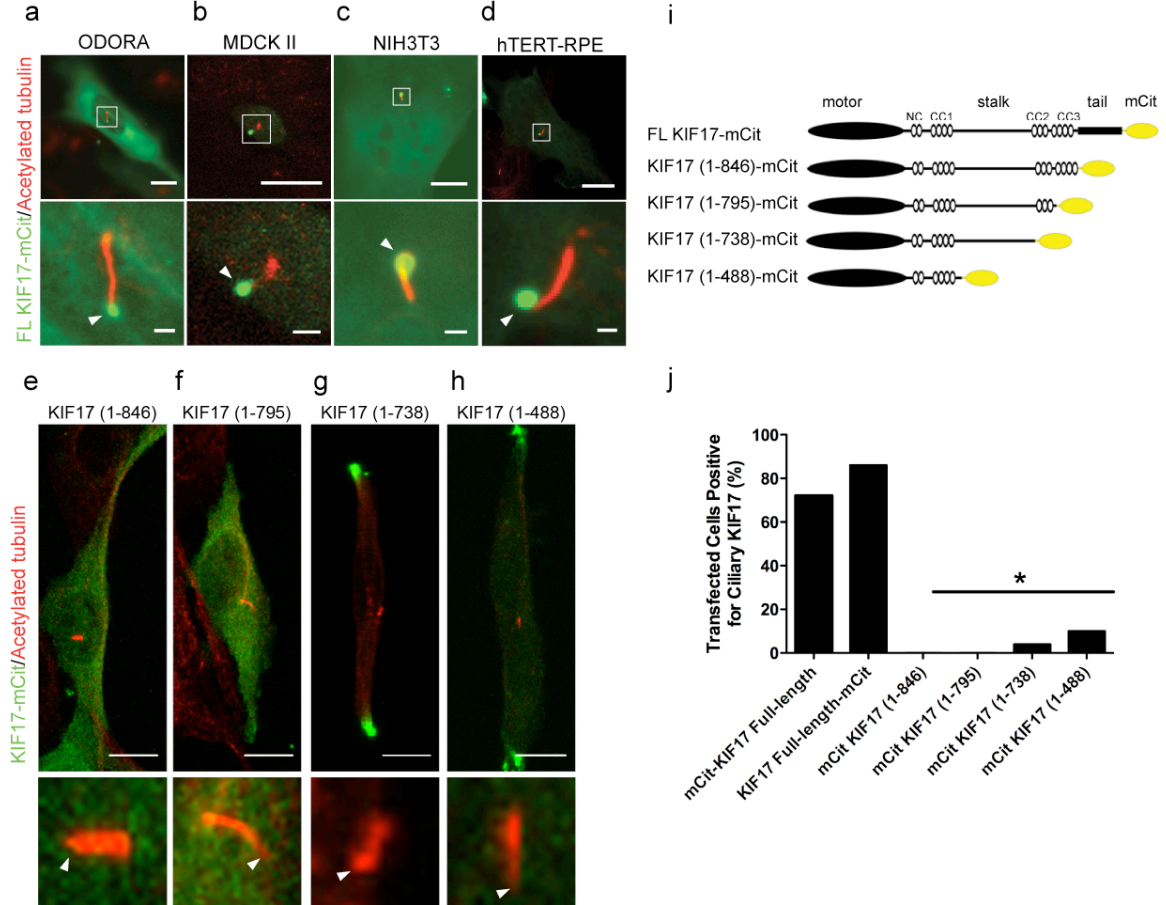 a
b
c
d
ODORA
MDCK II
NIH3T3
hTERT-RPE
FL KIF17-mCit/Acetylated tubulin
i
motor
stalk
tail
mCit
NC
CC1
CC2
CC3
FL KIF17-mCit
KIF17 (1-846)-mCit
KIF17 (1-795)-mCit
KIF17 (1-738)-mCit
KIF17 (1-488)-mCit
e
f
g
h
KIF17 (1-846)
KIF17 (1-795)
KIF17 (1-738)
KIF17 (1-488)
KIF17-mCit/Acetylated tubulin
j
Transfected Cells Positive
for Ciliary KIF17 (%)
100
80
60
40
20
0
*
mCit-KIF17 Full-length
KIF17 Full-length-mCit
mCit KIF17 (1-846)
mCit KIF17 (1-795)
mCit KIF17 (1-738)
mCit KIF17 (1-488)